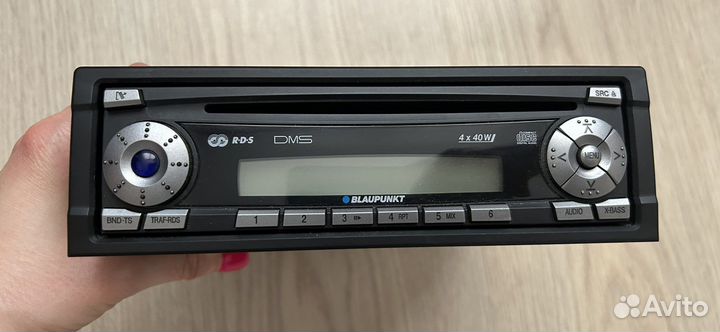 SRC
R·D·S
DMS
4 x 40W
MENU
BLAUPUNKT
BND·TS
TRAF·RDS
1
2
3
4 RPT
5 MIX
6
AUDIO
X-BASS
Avito